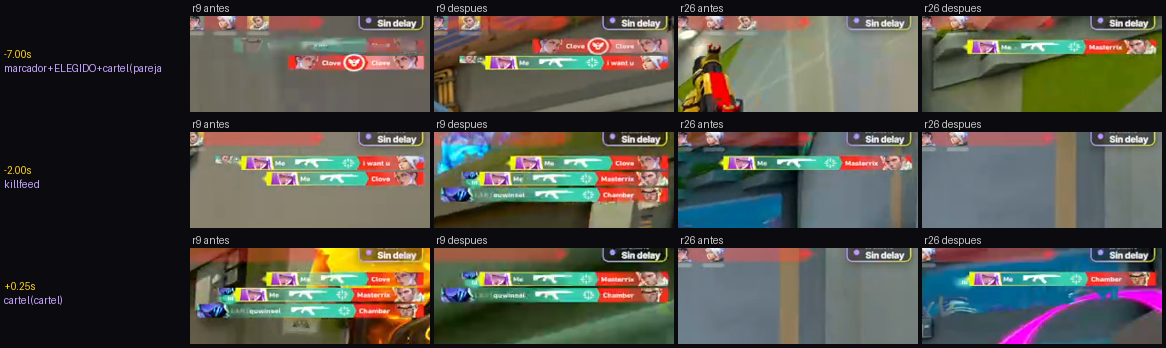 r9 antes
r9 despues
r26 antes
r26 despues
-7.00s
marcador+ELEGIDO+cartel(pareja
Sin delay
Clove Clove
Sin delay
Clove Clove
Me i want u
Sin delay
Sin delay
Me Masterrix
r9 antes
r9 despues
r26 antes
r26 despues
-2.00s
killfeed
Sin delay
Me i want u
Me Clove
Sin delay
Me Clove
Me Masterrix
quwinsel Chamber
Sin delay
Me Masterrix
Sin delay
r9 antes
r9 despues
r26 antes
r26 despues
+0.25s
cartel(cartel)
Sin delay
Me Clove
Me Masterrix
quwinsel Chamber
Sin delay
Me Masterrix
quwinsel Chamber
Sin delay
Sin delay
Me Chamber